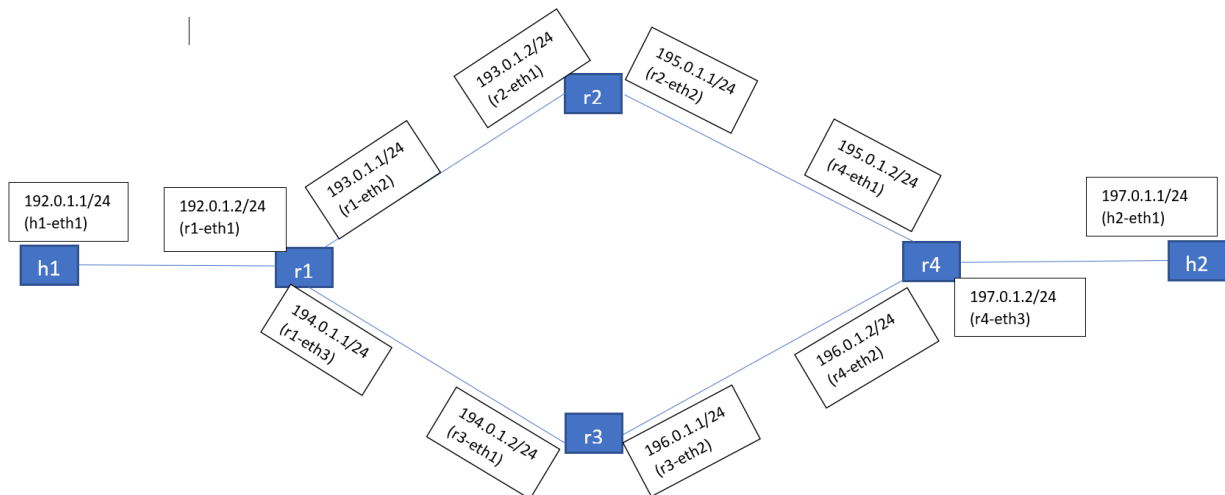 193.0.1.2/24
(r2-eth1)
r2
195.0.1.1/24
(r2-eth2)
193.0.1.1/24
(r1-eth2)
195.0.1.2/24
(r4-eth1)
192.0.1.1/24
(h1-eth1)
192.0.1.2/24
(r1-eth1)
197.0.1.1/24
(h2-eth1)
h1
r1
r4
h2
194.0.1.1/24
(r1-eth3)
197.0.1.2/24
(r4-eth3)
196.0.1.2/24
(r4-eth2)
194.0.1.2/24
(r3-eth1)
r3
196.0.1.1/24
(r3-eth2)